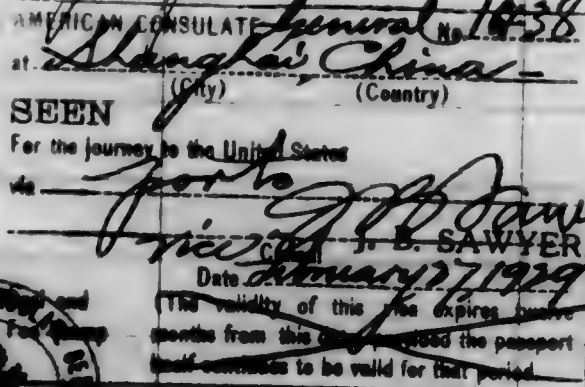 AMERICAN CONSULATE General No. 1438
at Shanghai China
(City) (Country)
SEEN
For the journey to the United States
via ports
J B Saw
Vice Consul J. B. SAWYER
Date January 27 1929
The validity of this visa expires twelve
months from this date provided the passport
itself continues to be valid for that period.